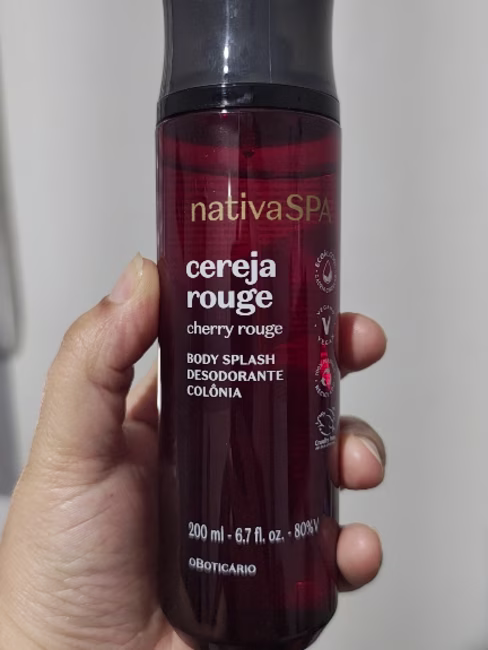 nativaSPA
cereja
rouge
cherry rouge
BODY SPLASH
DESODORANTE
COLÔNIA
V
200 ml - 6.7 fl. oz. - 80%V
oBoticário